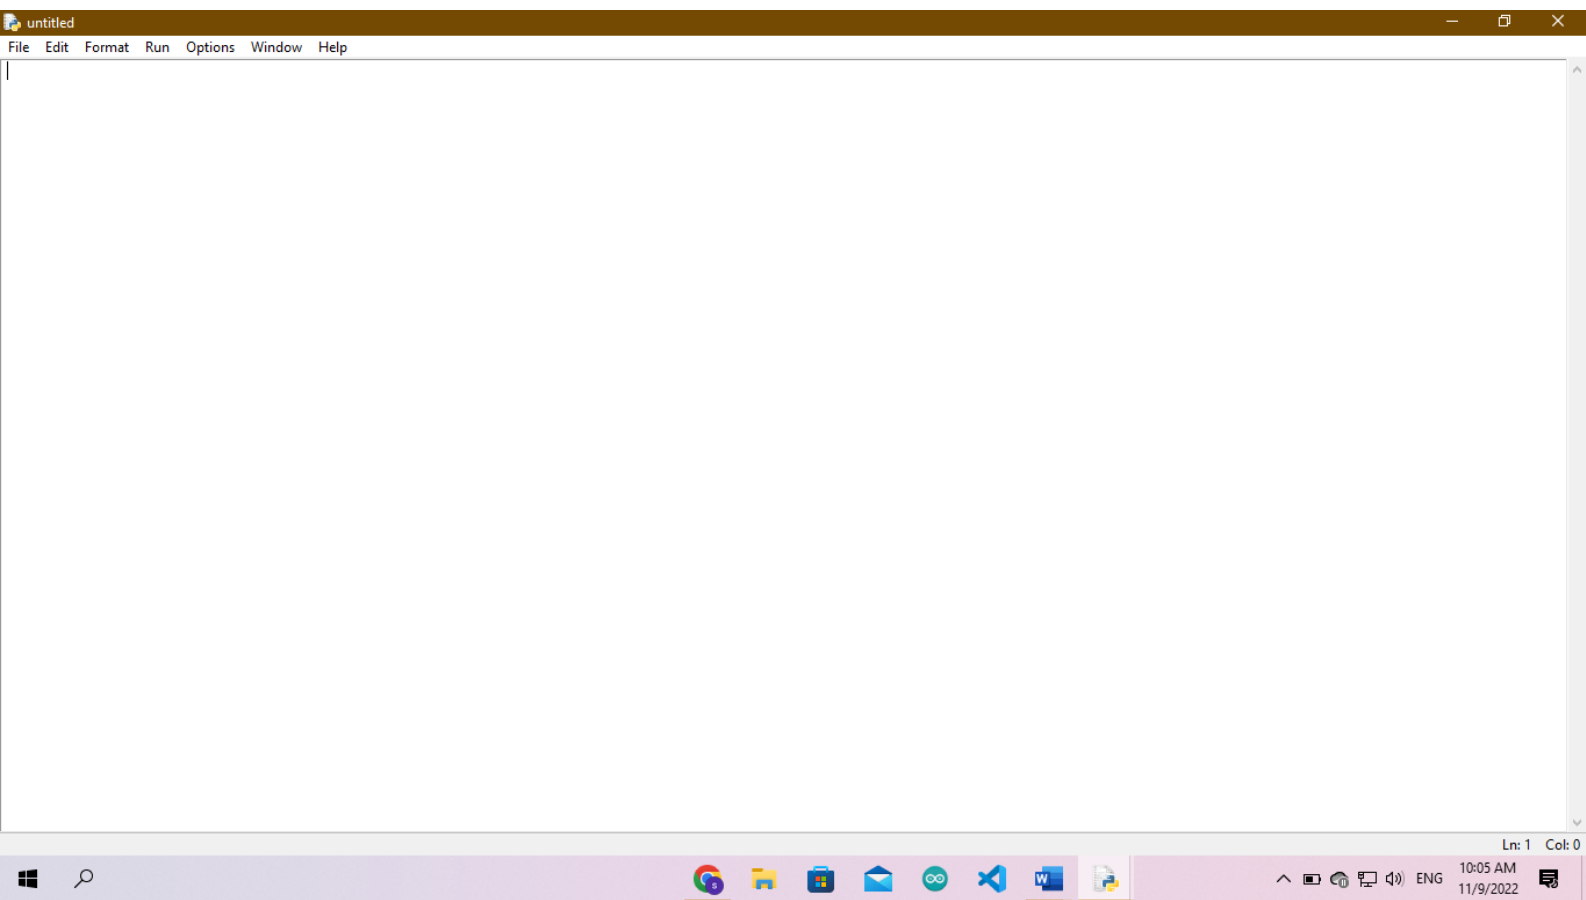 untitled
File Edit Format Run Options Window Help
Ln: 1 Col: 0
S
W
ENG
10:05 AM
11/9/2022